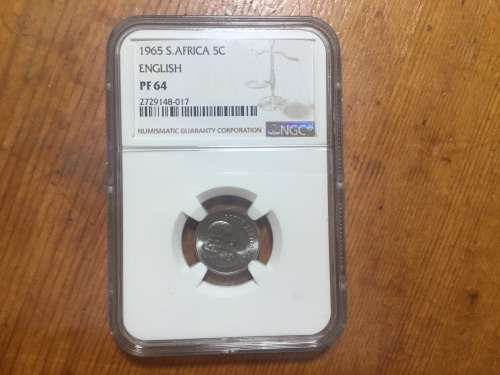 1965 S.AFRICA 5C
ENGLISH
PF 64
2729148-017
NUMISMATIC GUARANTY CORPORATION
NGC